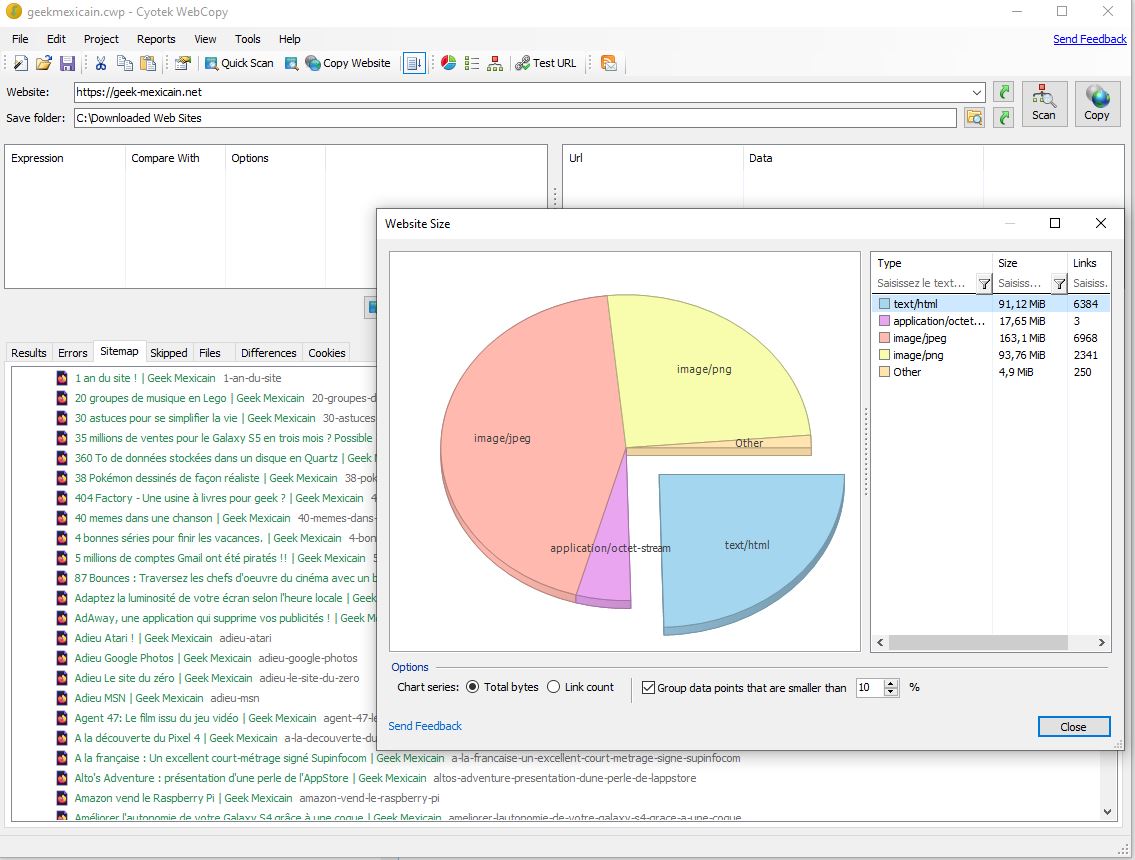 geekmexicain.cwp - Cyotek WebCopy
File Edit Project Reports View Tools Help Send Feedback
Quick Scan Copy Website Test URL
Website: https://geek-mexicain.net
Save folder: C:\Downloaded Web Sites
Scan Copy
Expression Compare With Options Url Data
Results Errors Sitemap Skipped Files Differences Cookies
1 an du site ! | Geek Mexicain 1-an-du-site
20 groupes de musique en Lego | Geek Mexicain 20-groupes-d
30 astuces pour se simplifier la vie | Geek Mexicain 30-astuces
35 millions de ventes pour le Galaxy S5 en trois mois ? Possible
360 To de données stockées dans un disque en Quartz | Geek
38 Pokémon dessinés de façon réaliste | Geek Mexicain 38-pok
404 Factory - Une usine à livres pour geek ? | Geek Mexicain 4
40 memes dans une chanson | Geek Mexicain 40-memes-dans-
4 bonnes séries pour finir les vacances. | Geek Mexicain 4-bon
5 millions de comptes Gmail ont été piratés !! | Geek Mexicain 5
87 Bounces : Traversez les chefs d'oeuvre du cinéma avec un b
Adaptez la luminosité de votre écran selon l'heure locale | Geek
AdAway, une application qui supprime vos publicités ! | Geek M
Adieu Atari ! | Geek Mexicain adieu-atari
Adieu Google Photos | Geek Mexicain adieu-google-photos
Adieu Le site du zéro | Geek Mexicain adieu-le-site-du-zero
Adieu MSN | Geek Mexicain adieu-msn
Agent 47: Le film issu du jeu vidéo | Geek Mexicain agent-47-le
A la découverte du Pixel 4 | Geek Mexicain a-la-decouverte-du
A la française : Un excellent court-métrage signé Supinfocom | Geek Mexicain a-la-francaise-un-excellent-court-metrage-signe-supinfocom
Alto's Adventure : présentation d'une perle de l'AppStore | Geek Mexicain altos-adventure-presentation-dune-perle-de-lappstore
Amazon vend le Raspberry Pi | Geek Mexicain amazon-vend-le-raspberry-pi
Améliorer l'autonomie de votre Galaxy S4 grâce à une coque | Geek Mexicain ameliorer-lautonomie-de-votre-galaxy-s4-grace-a-une-coque
Website Size
image/png
image/jpeg
Other
application/octet-stream
text/html
Type Size Links
Saisissez le text... Saisiss... Saisiss.
text/html 91,12 MiB 6384
application/octet... 17,65 MiB 3
image/jpeg 163,1 MiB 6968
image/png 93,76 MiB 2341
Other 4,9 MiB 250
Options
Chart series: Total bytes Link count Group data points that are smaller than 10 %
Send Feedback
Close